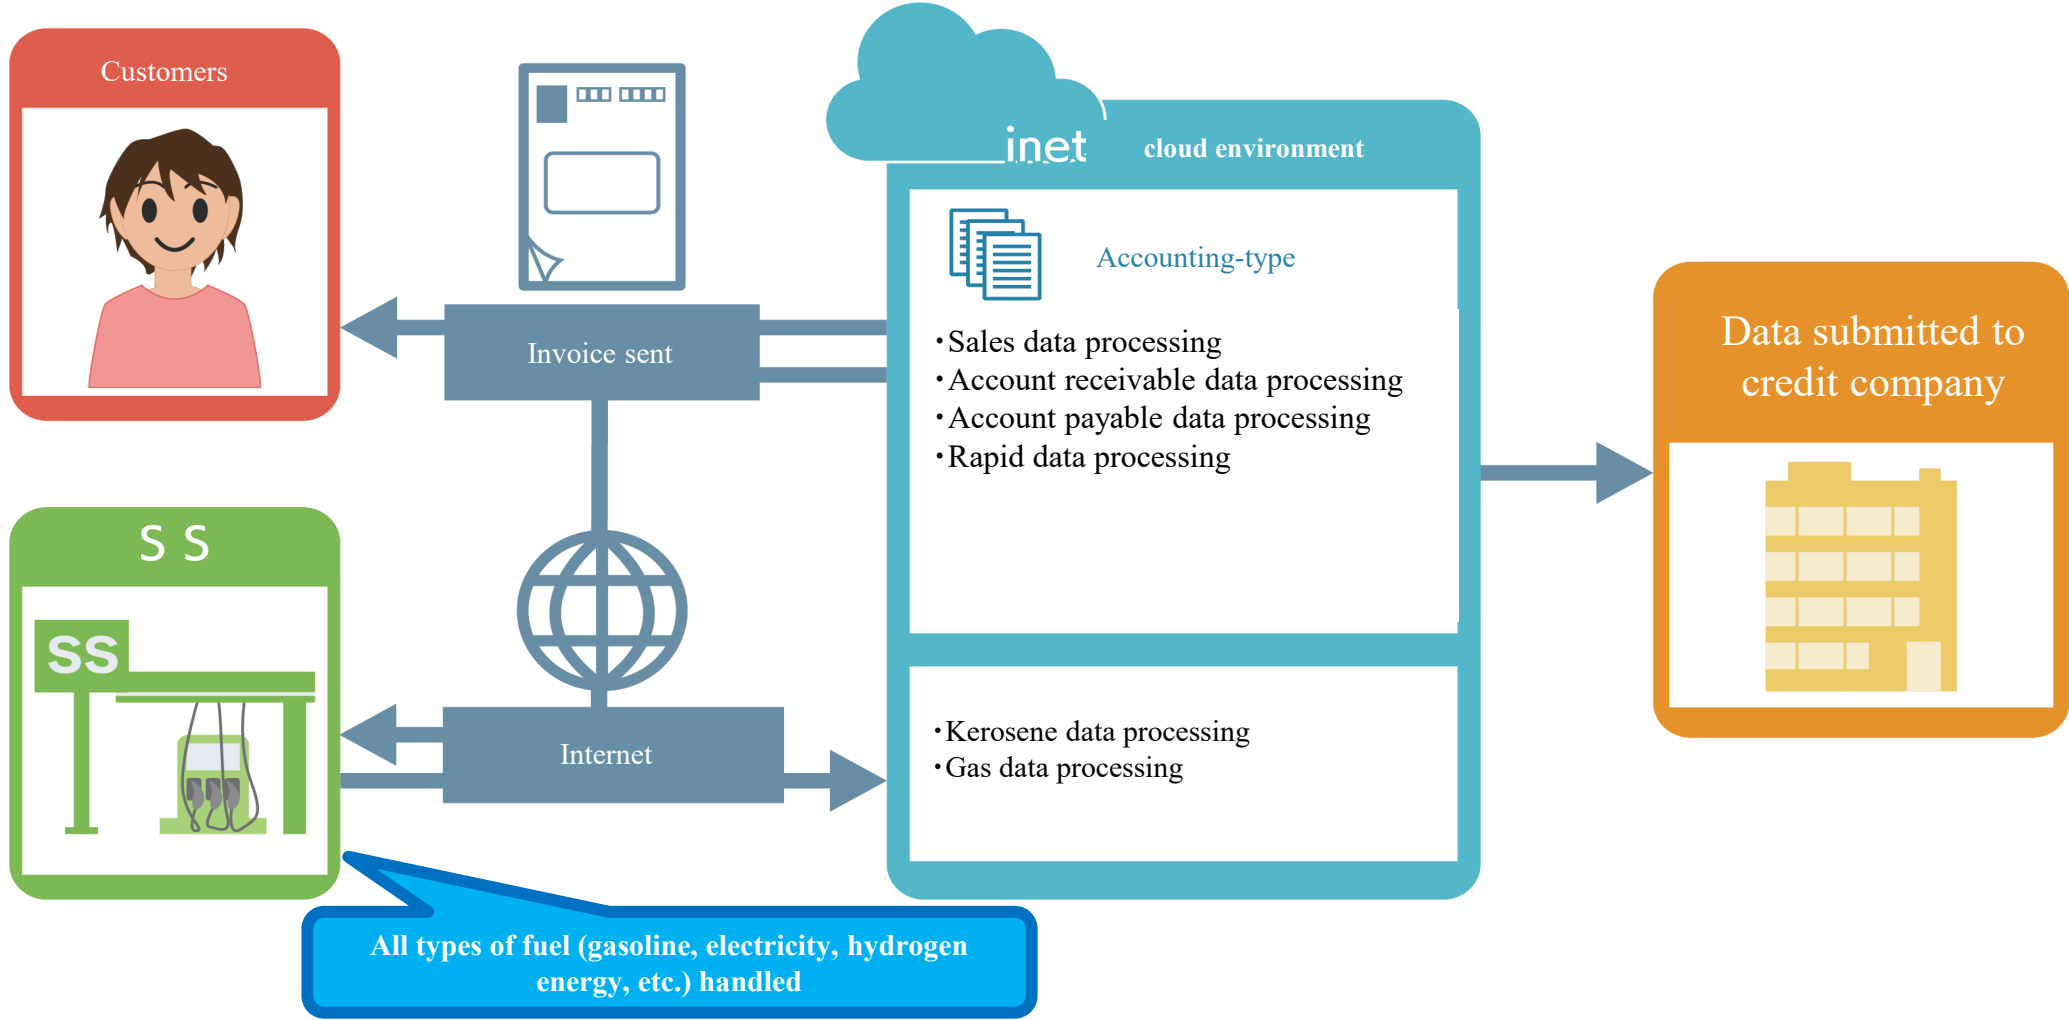 Customers
inet
cloud environment
Accounting-type
・Sales data processing
・Account receivable data processing
・Account payable data processing
・Rapid data processing
Invoice sent
Data submitted to
credit company
S S
SS
Internet
・Kerosene data processing
・Gas data processing
All types of fuel (gasoline, electricity, hydrogen
energy, etc.) handled